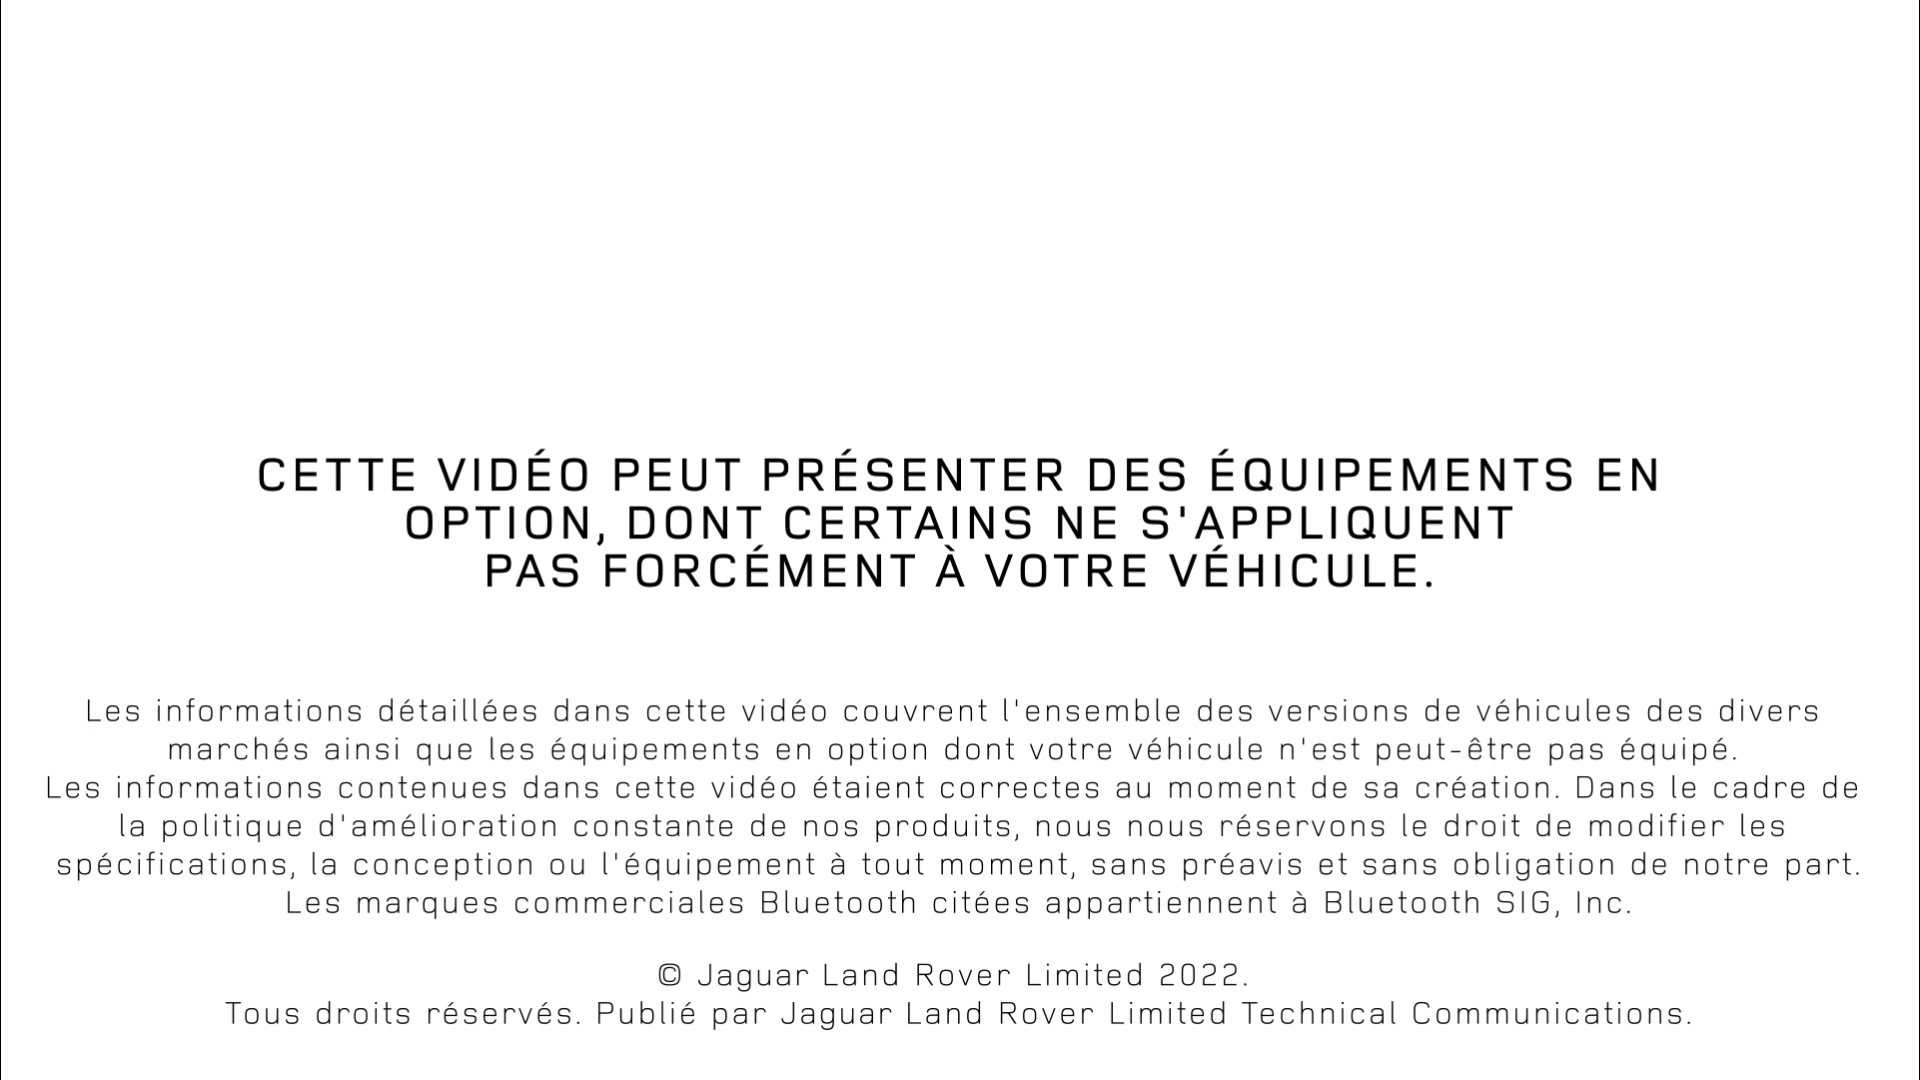 CETTE VIDÉO PEUT PRÉSENTER DES ÉQUIPEMENTS EN
OPTION, DONT CERTAINS NE S'APPLIQUENT
PAS FORCÉMENT À VOTRE VÉHICULE.
Les informations détaillées dans cette vidéo couvrent l'ensemble des versions de véhicules des divers
marchés ainsi que les équipements en option dont votre véhicule n'est peut-être pas équipé.
Les informations contenues dans cette vidéo étaient correctes au moment de sa création. Dans le cadre de
la politique d'amélioration constante de nos produits, nous nous réservons le droit de modifier les
spécifications, la conception ou l'équipement à tout moment, sans préavis et sans obligation de notre part.
Les marques commerciales Bluetooth citées appartiennent à Bluetooth SIG, Inc.
© Jaguar Land Rover Limited 2022.
Tous droits réservés. Publié par Jaguar Land Rover Limited Technical Communications.